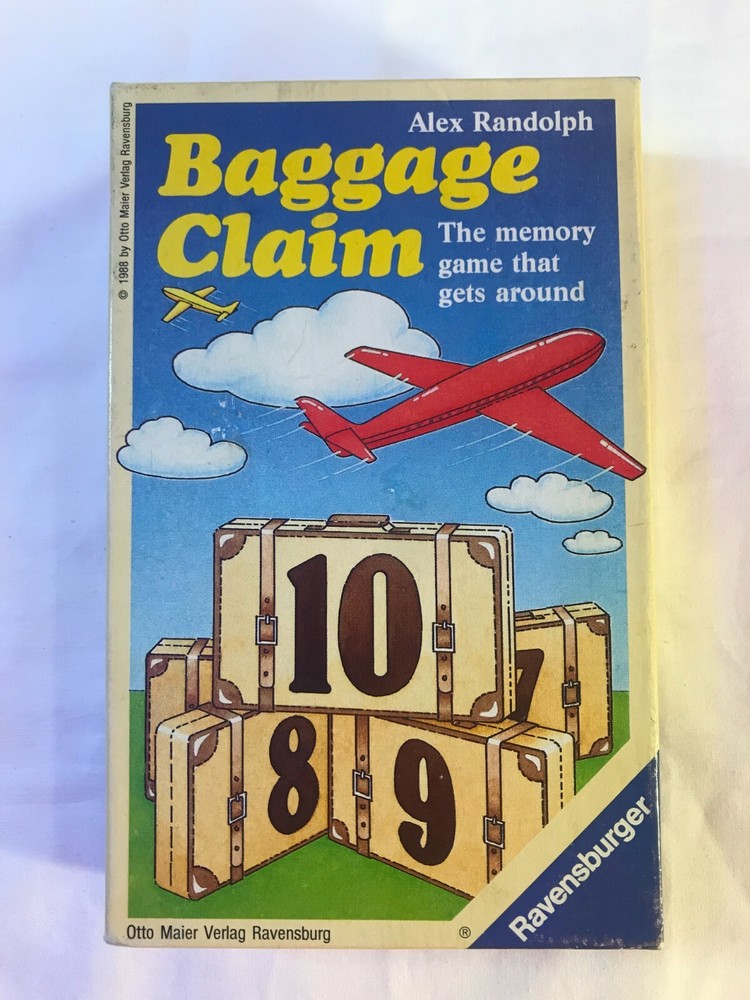 Alex Randolph
Baggage
Claim
The memory
game that
gets around
© 1988 by Otto Maier Verlag Ravensburg
10
7
8
9
Otto Maier Verlag Ravensburg
®
Ravensburger